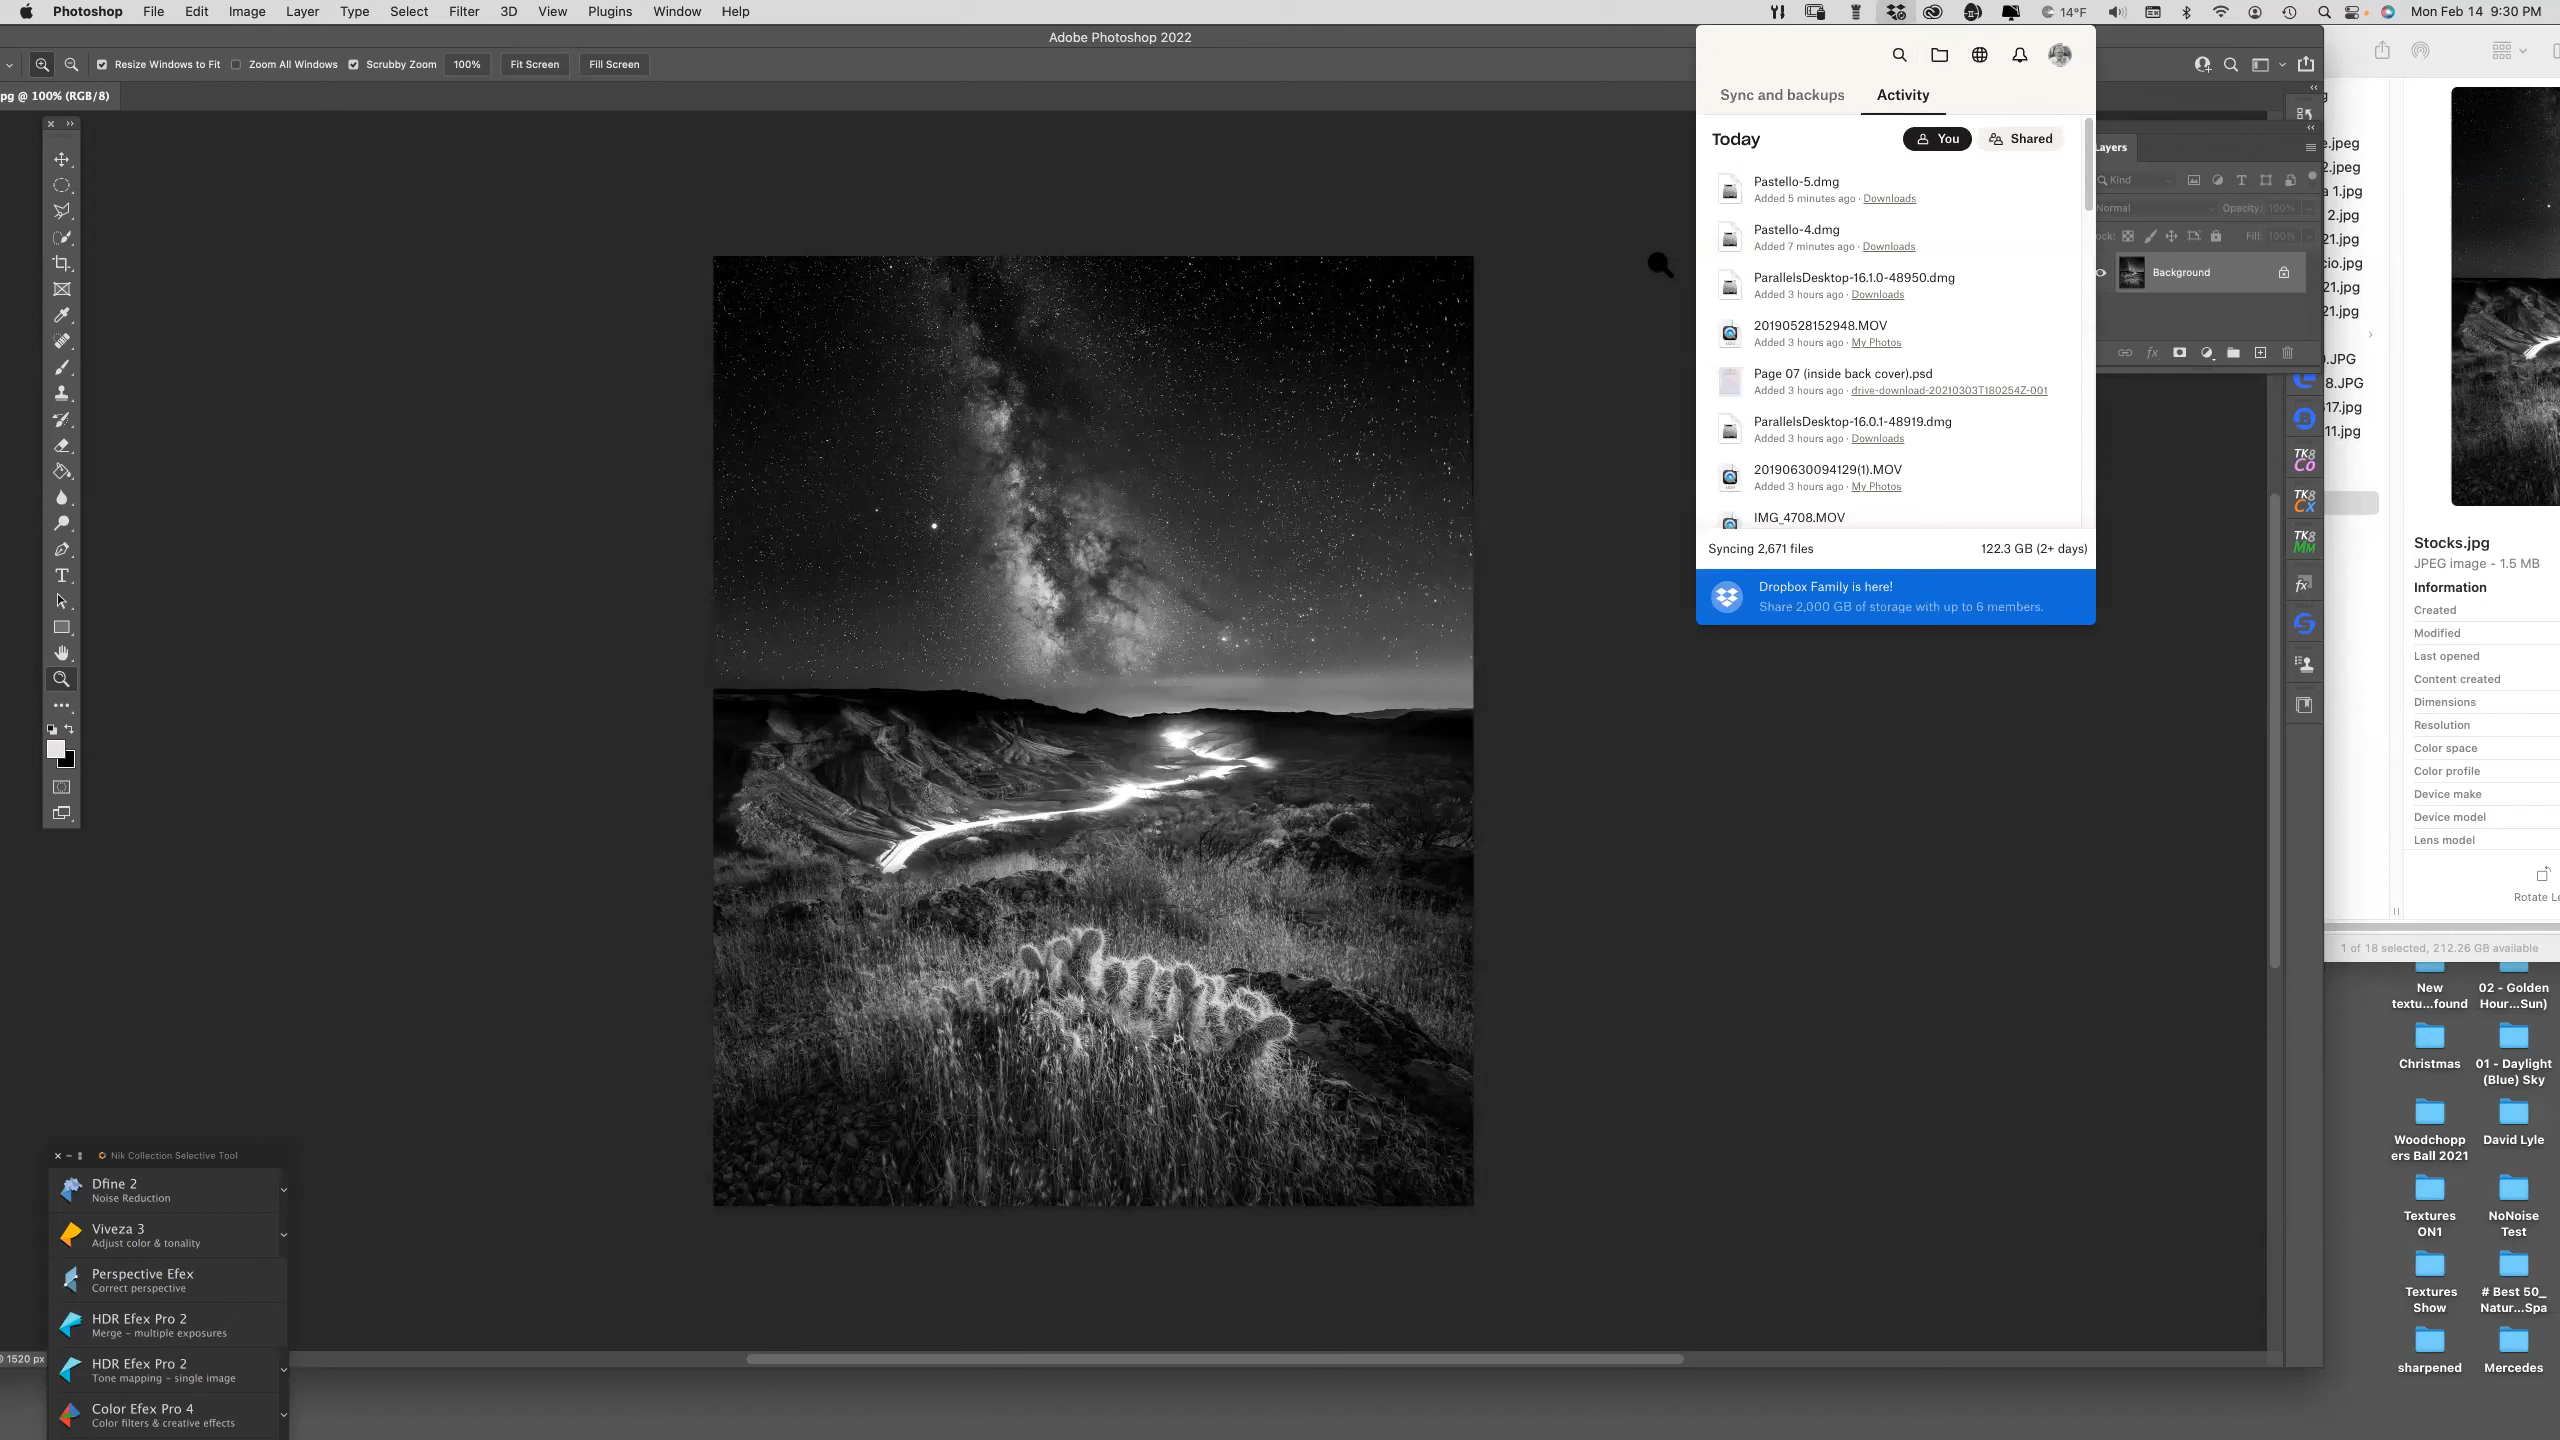 Photoshop File Edit Image Layer Type Select Filter 3D View Plugins Window Help
14°F
Mon Feb 14 9:30 PM
Adobe Photoshop 2022
Resize Windows to Fit Zoom All Windows Scrubby Zoom 100% Fit Screen Fill Screen
pg @ 100% (RGB/8)
Sync and backups Activity
Today You Shared
Pastello-5.dmg
Added 5 minutes ago · Downloads
Pastello-4.dmg
Added 7 minutes ago · Downloads
ParallelsDesktop-16.1.0-48950.dmg
Added 3 hours ago · Downloads
20190528152948.MOV
Added 3 hours ago · My Photos
Page 07 (inside back cover).psd
Added 3 hours ago · drive-download-20210303T180254Z-001
ParallelsDesktop-16.0.1-48919.dmg
Added 3 hours ago · Downloads
20190630094129(1).MOV
Added 3 hours ago · My Photos
IMG_4708.MOV
Syncing 2,671 files 122.3 GB (2+ days)
Dropbox Family is here!
Share 2,000 GB of storage with up to 6 members.
ayers
Kind
Normal Opacity: 100%
ock: Fill: 100%
Background
TK8
Co
TK8
Cx
TK8
MM
fx
e.jpeg
2.jpeg
a 1.jpg
2.jpg
21.jpg
cio.jpg
21.jpg
21.jpg
).JPG
8.JPG
617.jpg
11.jpg
Stocks.jpg
JPEG image - 1.5 MB
Information
Created
Modified
Last opened
Content created
Dimensions
Resolution
Color space
Color profile
Device make
Device model
Lens model
Rotate Le
1 of 18 selected, 212.26 GB available
New
textu...found
02 - Golden
Hour...Sun)
Christmas
01 - Daylight
(Blue) Sky
Woodchopp
ers Ball 2021
David Lyle
Textures
ON1
NoNoise
Test
Textures
Show
# Best 50_
Natur...Spa
sharpened
Mercedes
Nik Collection Selective Tool
Dfine 2
Noise Reduction
Viveza 3
Adjust color & tonality
Perspective Efex
Correct perspective
HDR Efex Pro 2
Merge – multiple exposures
1520 px
HDR Efex Pro 2
Tone mapping – single image
Color Efex Pro 4
Color filters & creative effects